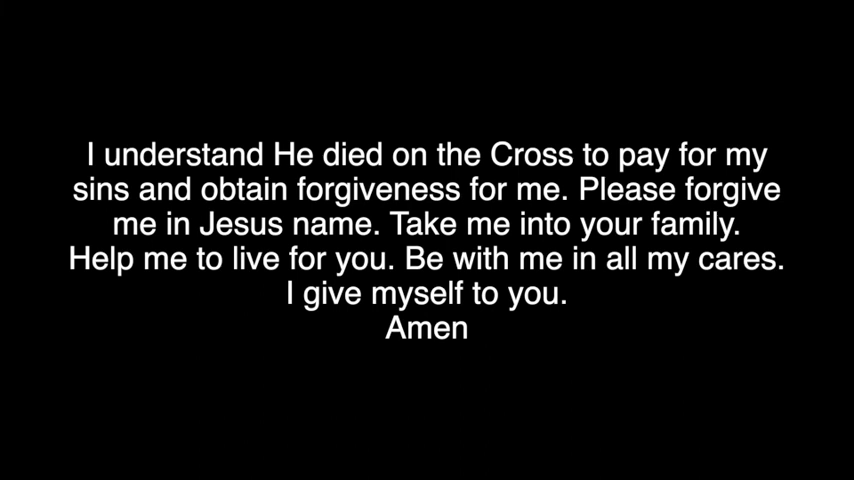 I understand He died on the Cross to pay for my
sins and obtain forgiveness for me. Please forgive
me in Jesus name. Take me into your family.
Help me to live for you. Be with me in all my cares.
I give myself to you.
Amen